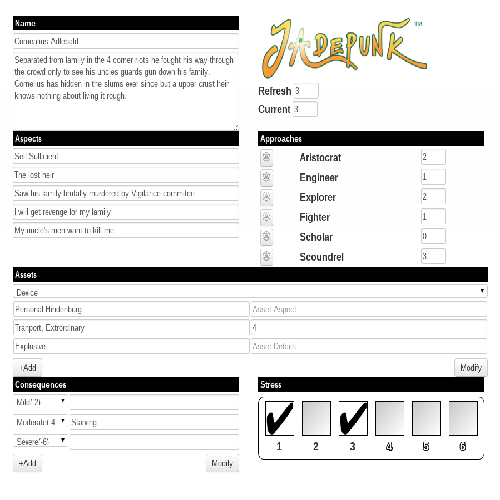 Name
JADEPUNK
TM
Cornelius
Separated from family in the 4 corner riots he fought his way through
the crowd only to see his uncles guards gun down his family.
Cornelius has hidden in the slums ever since but a upper crust heir
knows nothing about living it rough.
Refresh 3
Current 3
Aspects
Self Sufficient
The lost heir
Saw his family brutally murdered by Vigilance committee
I will get revenge for my family
My uncle's men want to kill me
Approaches
Aristocrat 2
Engineer 1
Explorer 2
Fighter 1
Scholar 0
Scoundrel 3
Assets
Device
Personal Hindenburg Asset Aspect
Tranport, Extrordinary 4
Explosive Asset Details
+Add Modify
Consequences
Mild(-2)
Moderate(-4 Starving
Severe(-6)
+Add Modify
Stress
1 2 3 4 5 6